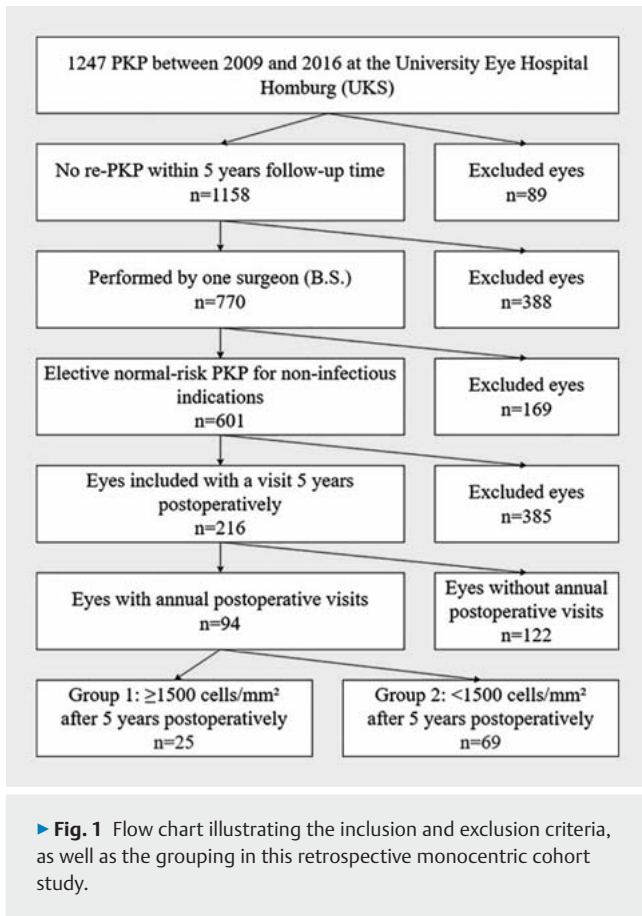 1247 PKP between 2009 and 2016 at the University Eye Hospital
Homburg (UKS)
No re-PKP within 5 years follow-up time
n=1158
Excluded eyes
n=89
Performed by one surgeon (B.S.)
n=770
Excluded eyes
n=388
Elective normal-risk PKP for non-infectious
indications
n=601
Excluded eyes
n=169
Eyes included with a visit 5 years
postoperatively
n=216
Excluded eyes
n=385
Eyes with annual postoperative visits
n=94
Eyes without annual
postoperative visits
n=122
Group 1: ≥1500 cells/mm²
after 5 years postoperatively
n=25
Group 2: <1500 cells/mm²
after 5 years postoperatively
n=69
▶ Fig. 1 Flow chart illustrating the inclusion and exclusion criteria,
as well as the grouping in this retrospective monocentric cohort
study.